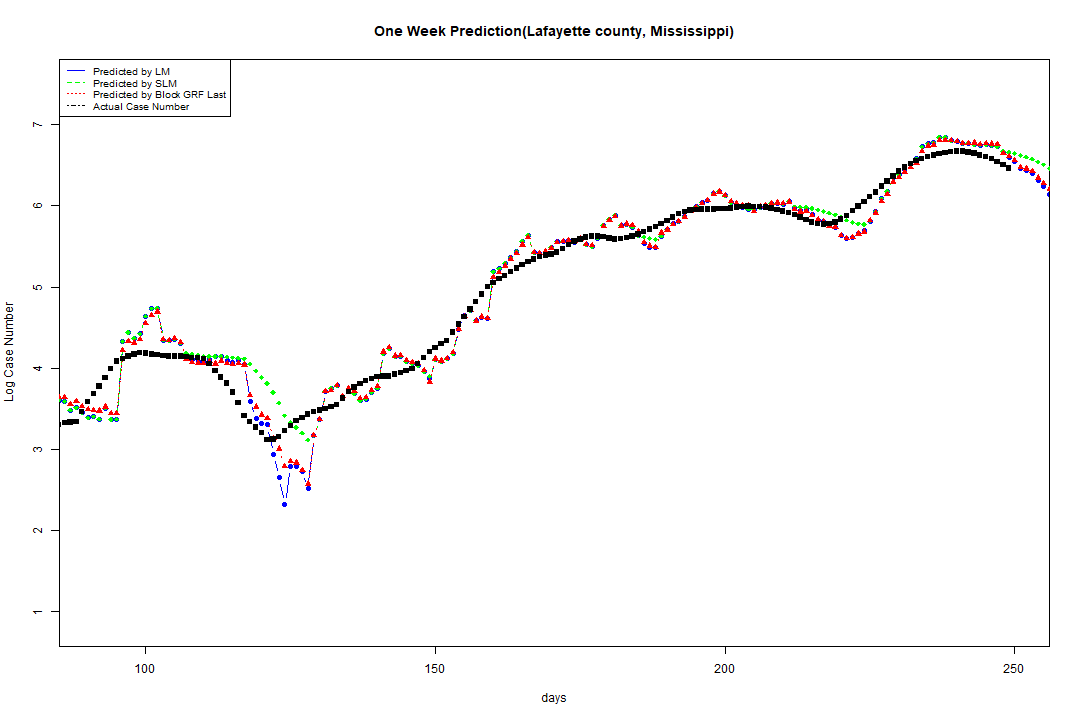 One Week Prediction(Lafayette county, Mississippi)
Predicted by LM
Predicted by SLM
Predicted by Block GRF Last
Actual Case Number
Log Case Number
7
6
5
4
3
2
1
100
150
200
250
days